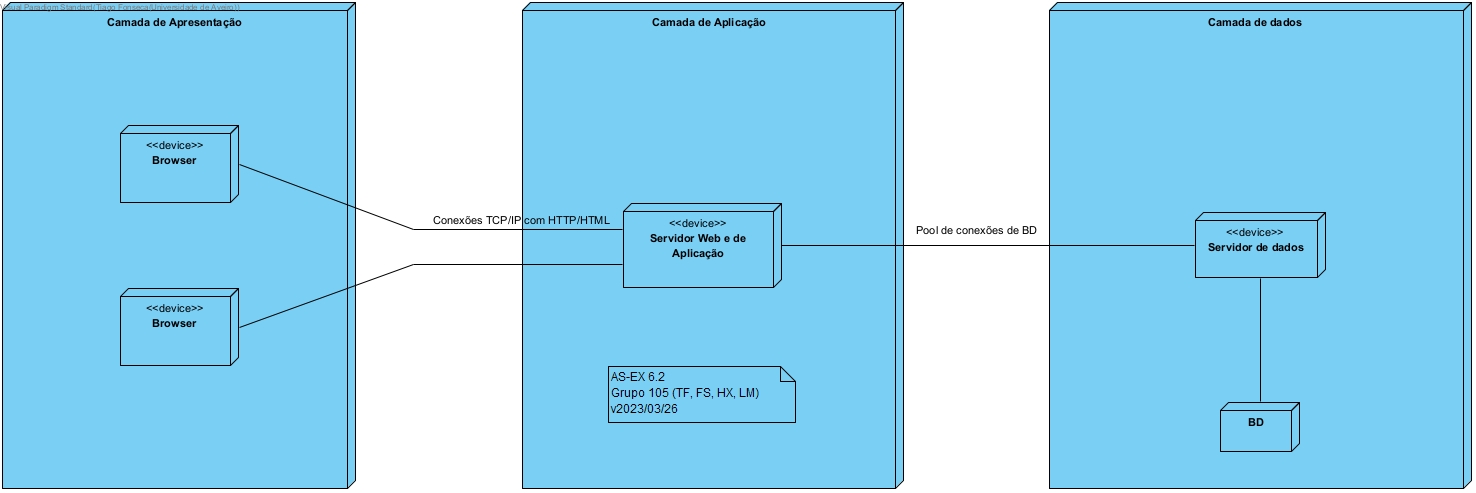 Visual Paradigm Standard(Tiago Fonseca(Universidade de Aveiro))
Camada de Apresentação
Camada de Aplicação
Camada de dados
<<device>>
Browser
<<device>>
Browser
Conexões TCP/IP com HTTP/HTML
<<device>>
Servidor Web e de
Aplicação
Pool de conexões de BD
<<device>>
Servidor de dados
BD
AS-EX 6.2
Grupo 105 (TF, FS, HX, LM)
v2023/03/26